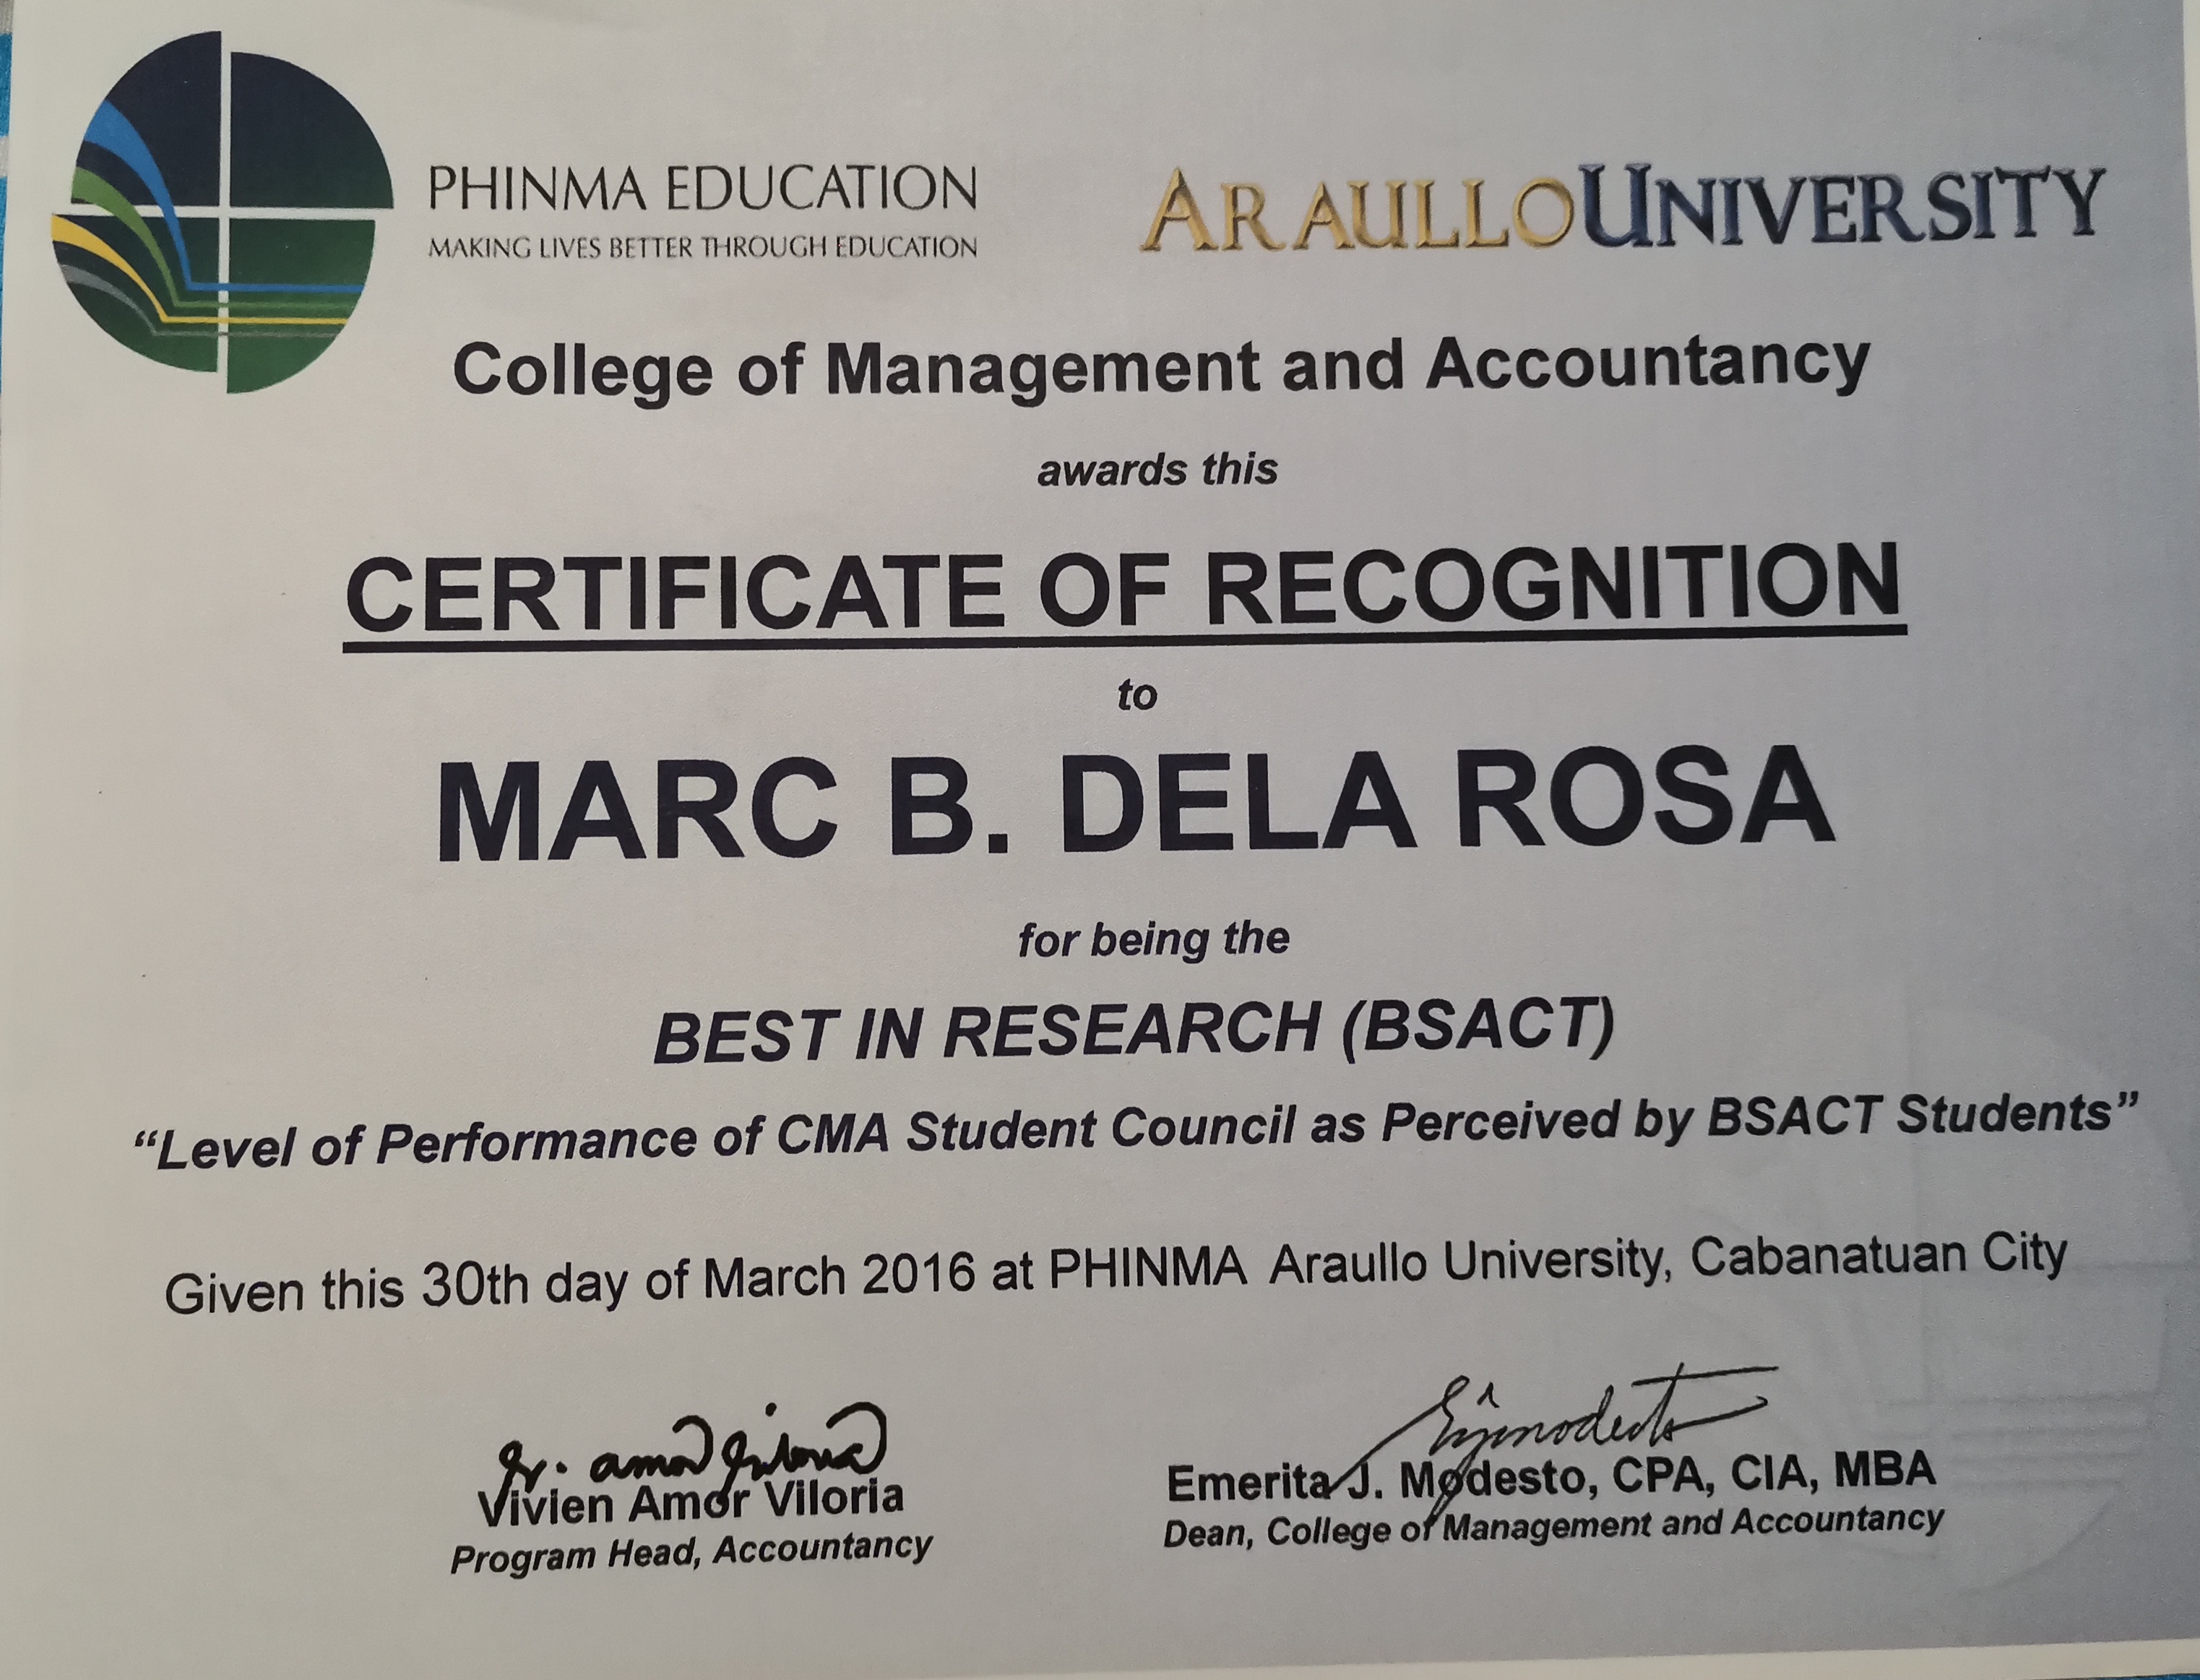 PHINMA EDUCATION
MAKING LIVES BETTER THROUGH EDUCATION
ARAULLO UNIVERSITY
College of Management and Accountancy
awards this
CERTIFICATE OF RECOGNITION
to
MARC B. DELA ROSA
for being the
BEST IN RESEARCH (BSACT)
“Level of Performance of CMA Student Council as Perceived by BSACT Students”
Given this 30th day of March 2016 at PHINMA Araullo University, Cabanatuan City
Vivien Amor Viloria
Program Head, Accountancy
Emerita J. Modesto, CPA, CIA, MBA
Dean, College of Management and Accountancy